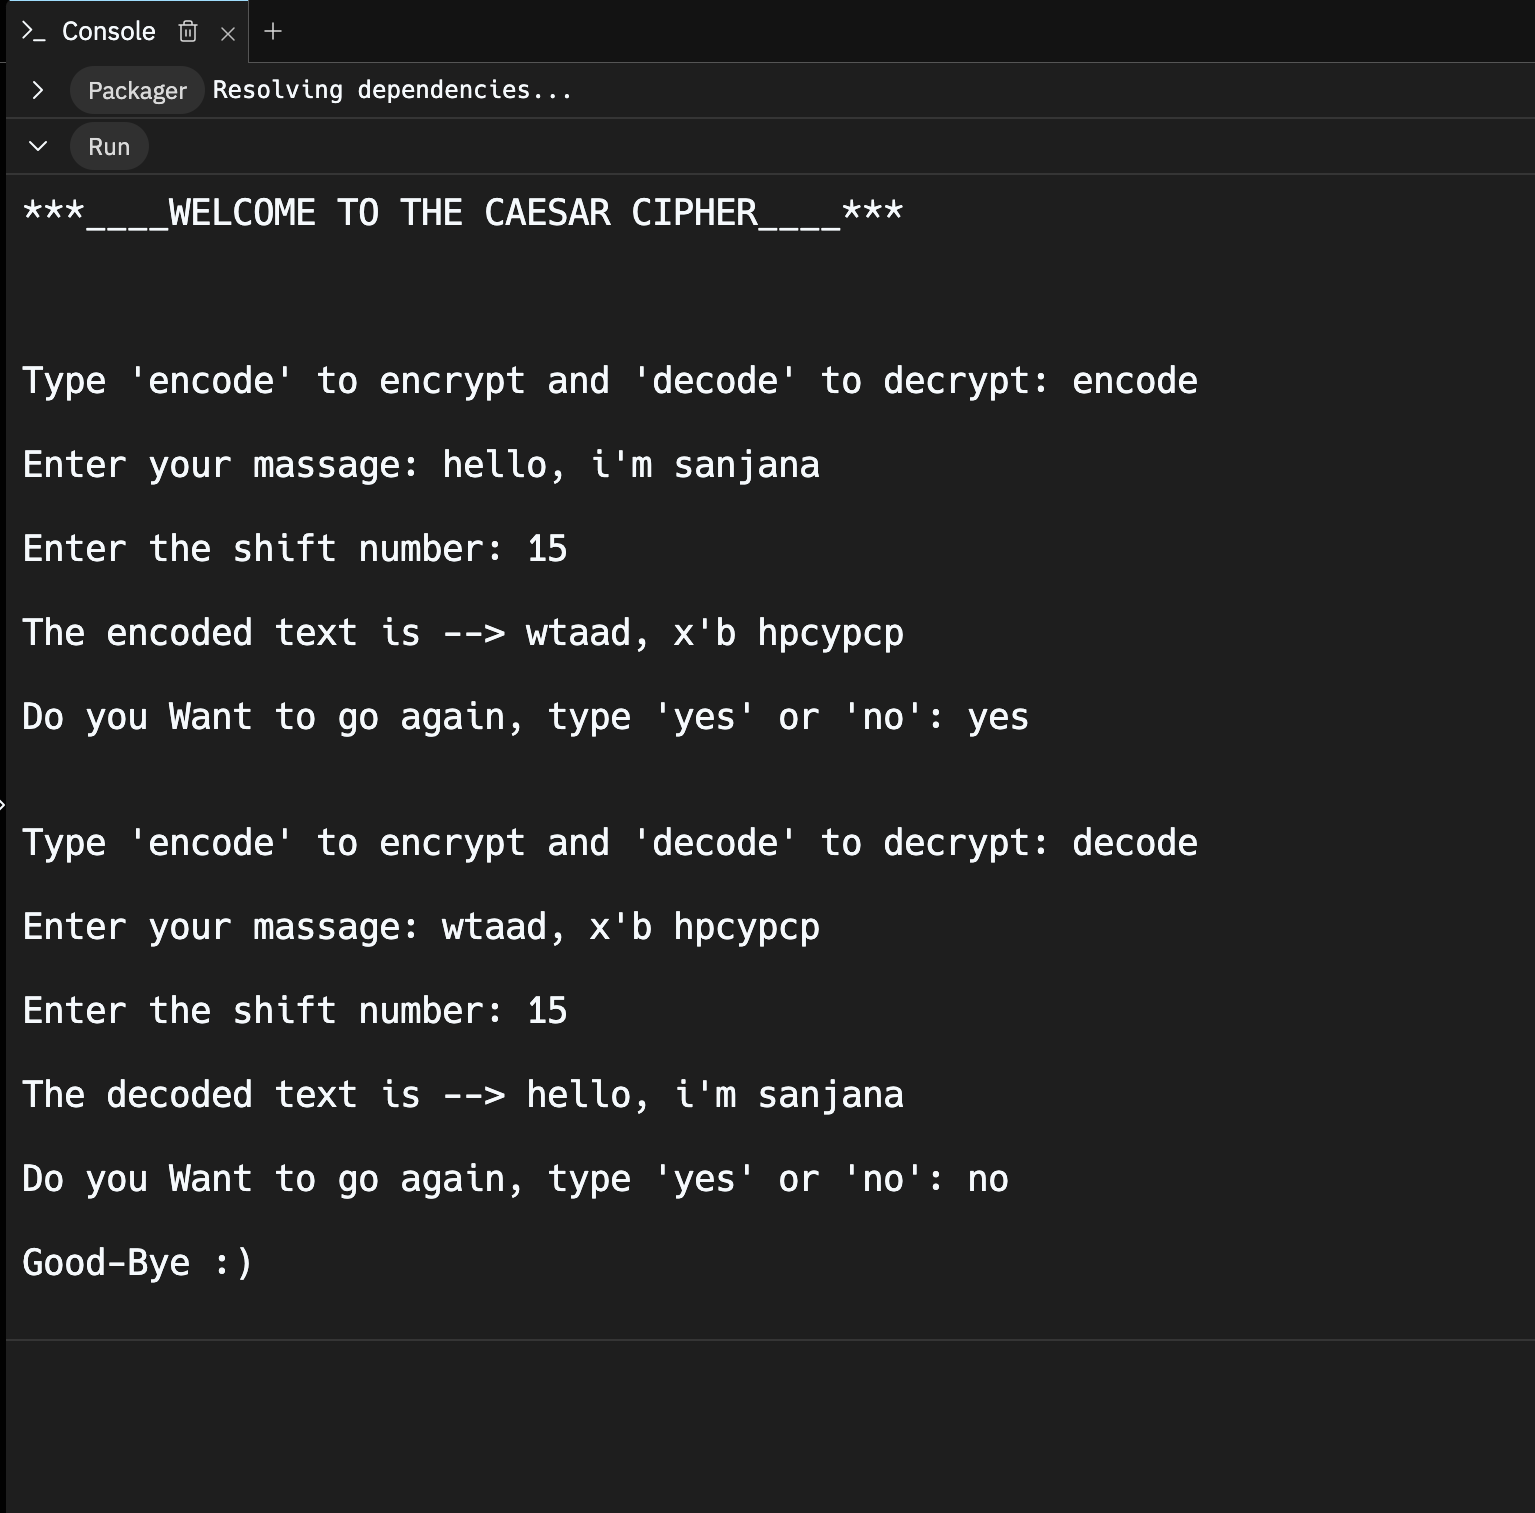 Console
Packager Resolving dependencies...
Run
***____WELCOME TO THE CAESAR CIPHER____***
Type 'encode' to encrypt and 'decode' to decrypt: encode
Enter your massage: hello, i'm sanjana
Enter the shift number: 15
The encoded text is --> wtaad, x'b hpcypcp
Do you Want to go again, type 'yes' or 'no': yes
Type 'encode' to encrypt and 'decode' to decrypt: decode
Enter your massage: wtaad, x'b hpcypcp
Enter the shift number: 15
The decoded text is --> hello, i'm sanjana
Do you Want to go again, type 'yes' or 'no': no
Good-Bye :)